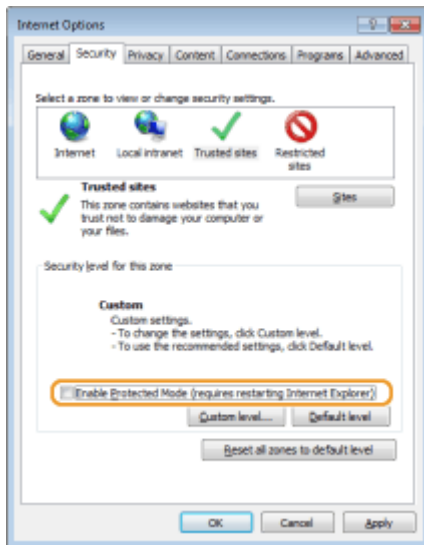 Internet Options
General Security Privacy Content Connections Programs Advanced
Select a zone to view or change security settings.
Internet Local intranet Trusted sites Restricted
sites
Trusted sites
This zone contains websites that you
trust not to damage your computer or
your files.
Sites
Security level for this zone
Custom
Custom settings.
- To change the settings, click Custom level.
- To use the recommended settings, click Default level.
Enable Protected Mode (requires restarting Internet Explorer)
Custom level... Default level
Reset all zones to default level
OK Cancel Apply